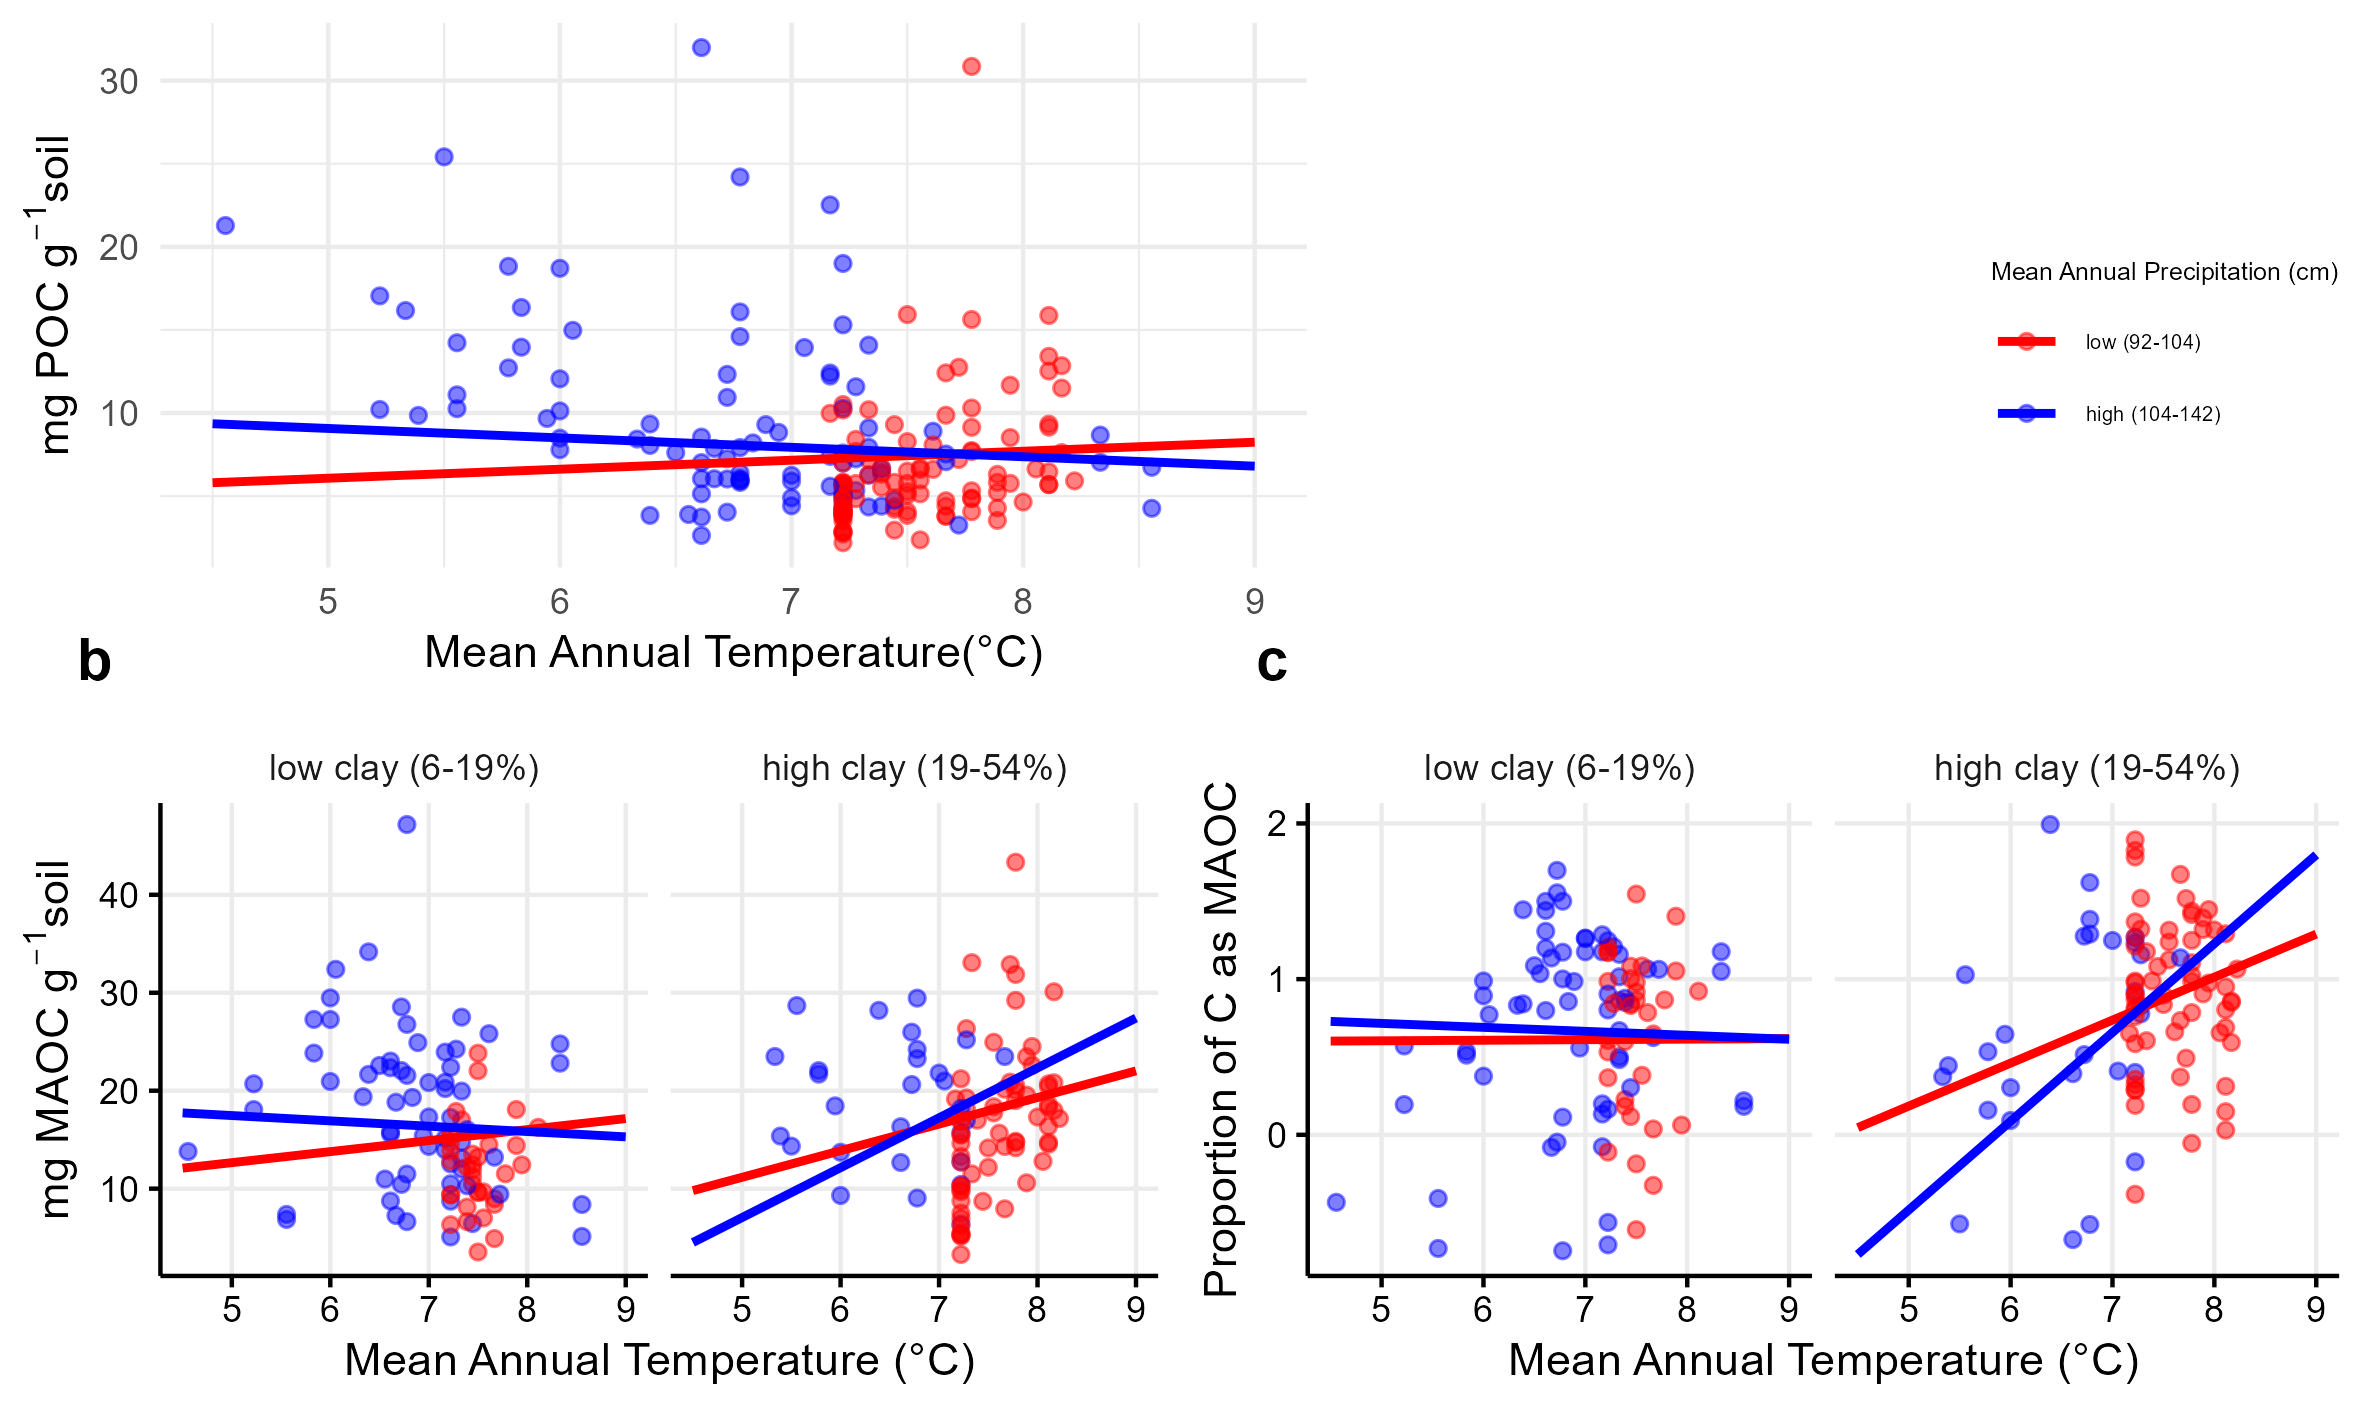 30
20
10
mg POC g⁻¹soil
5 6 7 8 9
Mean Annual Temperature(°C)
Mean Annual Precipitation (cm)
low (92-104)
high (104-142)
b
low clay (6-19%) high clay (19-54%)
40
30
20
10
mg MAOC g⁻¹soil
5 6 7 8 9 5 6 7 8 9
Mean Annual Temperature (°C)
c
low clay (6-19%) high clay (19-54%)
2
1
0
Proportion of C as MAOC
5 6 7 8 9 5 6 7 8 9
Mean Annual Temperature (°C)